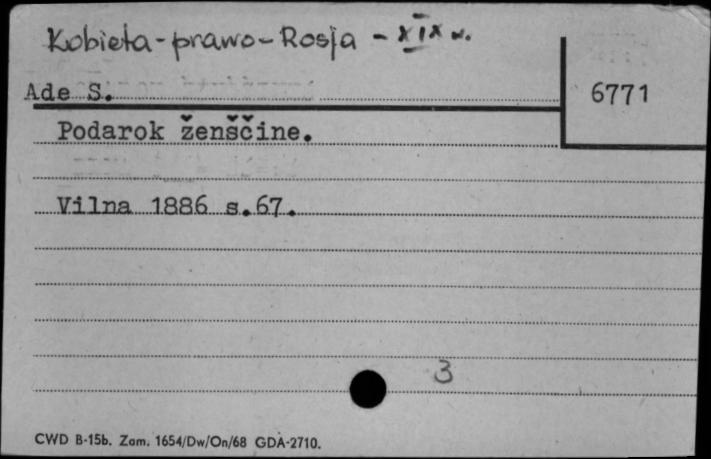 Kobieta - prawo - Rosja - XIX w.
Ade S.
6771
Podarok ženščine.
Vilna 1886 s.67.
3
CWD B-15b. Zam. 1654/Dw/On/68 GDA-2710.